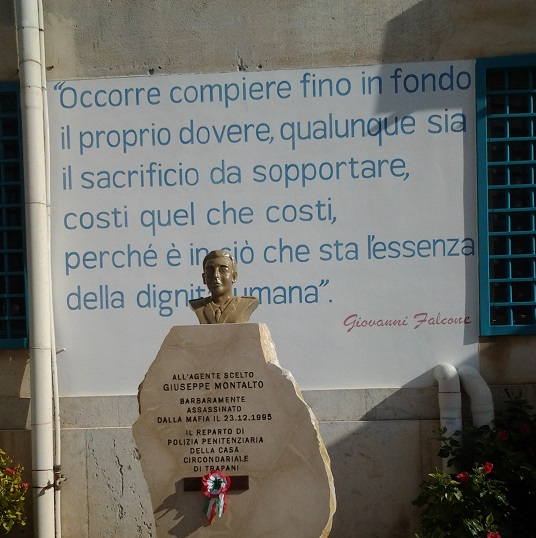 “Occorre compiere fino in fondo
il proprio dovere, qualunque sia
il sacrificio da sopportare,
costi quel che costi,
perché è in ciò che sta l'essenza
della dignità umana”.
Giovanni Falcone
ALL'AGENTE SCELTO
GIUSEPPE MONTALTO
BARBARAMENTE
ASSASSINATO
DALLA MAFIA IL 23.12.1995
IL REPARTO DI
POLIZIA PENITENZIARIA
DELLA CASA
CIRCONDARIALE
DI TRAPANI